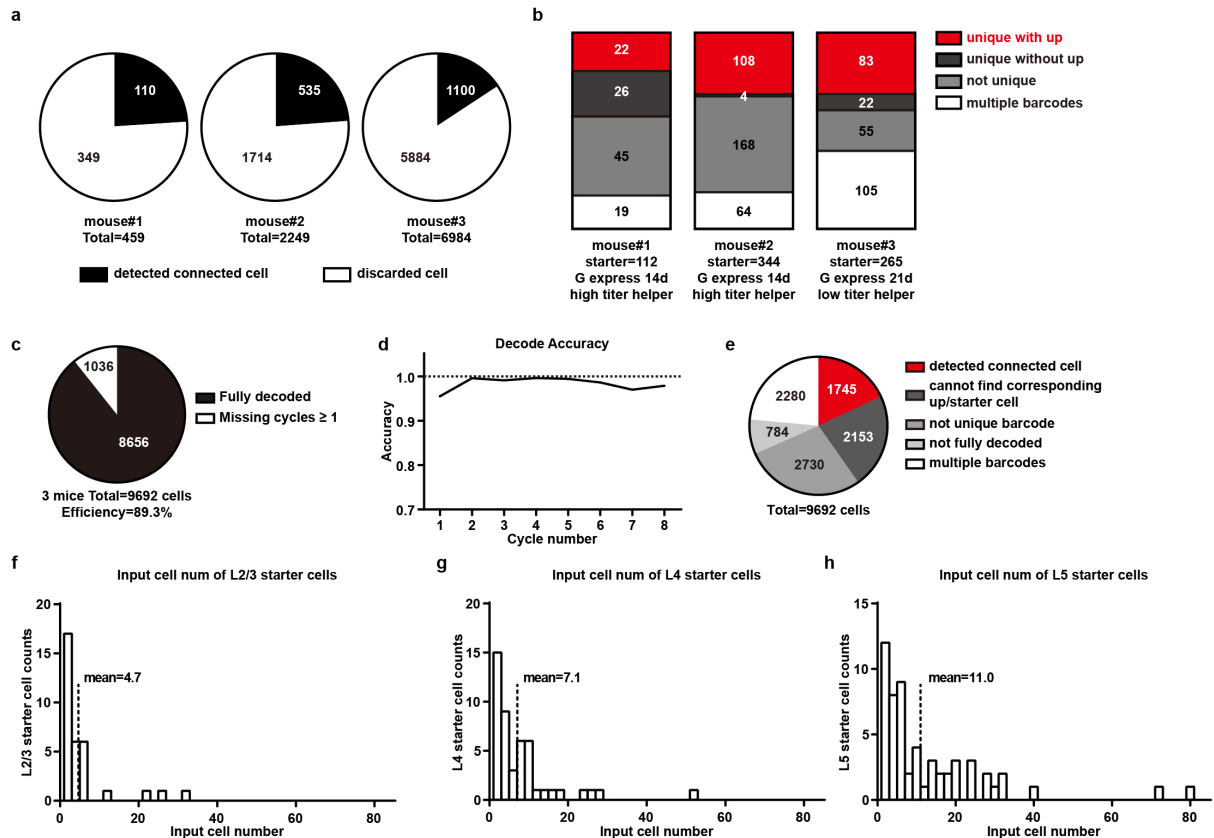 a
110
349
mouse#1
Total=459
535
1714
mouse#2
Total=2249
1100
5884
mouse#3
Total=6984
detected connected cell
discarded cell
b
22
26
45
19
mouse#1
starter=112
G express 14d
high titer helper
108
4
168
64
mouse#2
starter=344
G express 14d
high titer helper
83
22
55
105
mouse#3
starter=265
G express 21d
low titer helper
unique with up
unique without up
not unique
multiple barcodes
c
1036
8656
Fully decoded
Missing cycles ≥ 1
3 mice Total=9692 cells
Efficiency=89.3%
d
Decode Accuracy
Accuracy
1.0
0.9
0.8
0.7
1 2 3 4 5 6 7 8
Cycle number
e
1745
2153
2730
784
2280
Total=9692 cells
detected connected cell
cannot find corresponding
up/starter cell
not unique barcode
not fully decoded
multiple barcodes
f
Input cell num of L2/3 starter cells
L2/3 starter cell counts
20
15
10
5
0
mean=4.7
0 20 40 60 80
Input cell number
g
Input cell num of L4 starter cells
L4 starter cell counts
20
15
10
5
0
mean=7.1
0 20 40 60 80
Input cell number
h
Input cell num of L5 starter cells
L5 starter cell counts
15
10
5
0
mean=11.0
0 20 40 60 80
Input cell number